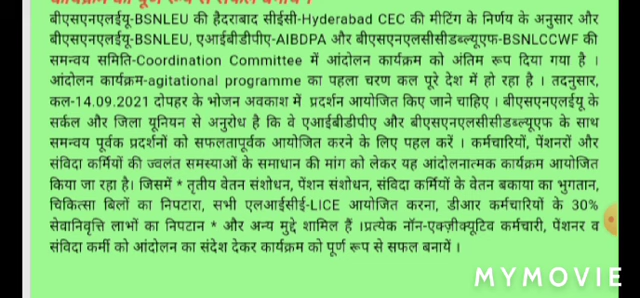 कार्यक्रम को पूर्ण रूप से सफल बनायें ।
बीएसएनएलईयू-BSNLEU की हैदराबाद सीईसी-Hyderabad CEC की मीटिंग के निर्णय के अनुसार और
बीएसएनएलईयू-BSNLEU, एआईबीडीपीए-AIBDPA और बीएसएनएलसीसीडब्ल्यूएफ-BSNLCCWF की
समन्वय समिति-Coordination Committee में आंदोलन कार्यक्रम को अंतिम रूप दिया गया है ।
आंदोलन कार्यक्रम-agitational programme का पहला चरण कल पूरे देश में हो रहा है । तदनुसार,
कल-14.09.2021 दोपहर के भोजन अवकाश में प्रदर्शन आयोजित किए जाने चाहिए । बीएसएनएलईयू के
सर्कल और जिला यूनियन से अनुरोध है कि वे एआईबीडीपीए और बीएसएनएलसीसीडब्ल्यूएफ के साथ
समन्वय पूर्वक प्रदर्शनों को सफलतापूर्वक आयोजित करने के लिए पहल करें । कर्मचारियों, पेंशनरों और
संविदा कर्मियों की ज्वलंत समस्याओं के समाधान की मांग को लेकर यह आंदोलनात्मक कार्यक्रम आयोजित
किया जा रहा है। जिसमें * तृतीय वेतन संशोधन, पेंशन संशोधन, संविदा कर्मियों के वेतन बकाया का भुगतान,
चिकित्सा बिलों का निपटारा, सभी एलआईसीई-LICE आयोजित करना, डीआर कर्मचारियों के 30%
सेवानिवृत्ति लाभों का निपटान * और अन्य मुद्दे शामिल हैं ।प्रत्येक नॉन-एक्ज़ीक्यूटिव कर्मचारी, पेंशनर व
संविदा कर्मी को आंदोलन का संदेश देकर कार्यक्रम को पूर्ण रूप से सफल बनायें ।
MYMOVIE